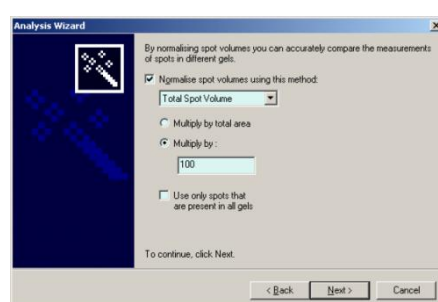 Analysis Wizard
By normalising spot volumes you can accurately compare the measurements
of spots in different gels.
Normalise spot volumes using this method:
Total Spot Volume
Multiply by total area
Multiply by :
100
Use only spots that
are present in all gels
To continue, click Next.
< Back
Next >
Cancel